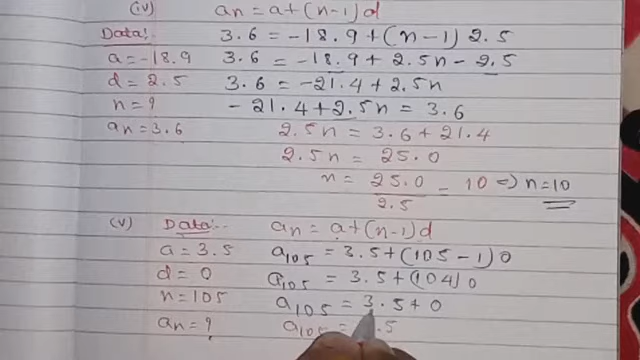 (iv) an = a+(n-1)d
Data:- 3.6 = -18.9+(n-1) 2.5
a = -18.9 3.6 = -18.9 + 2.5n - 2.5
d = 2.5 3.6 = -21.4+2.5n
n = ? -21.4+2.5n = 3.6
an = 3.6 2.5n = 3.6+21.4
2.5n = 25.0
n = 25.0/2.5 = 10 => n=10
(v) Data:- an = a+(n-1)d
a = 3.5 a105 = 3.5+(105-1)0
d = 0 a105 = 3.5+(104)0
n = 105 a105 = 3.5+0
an = ? a105 = .5